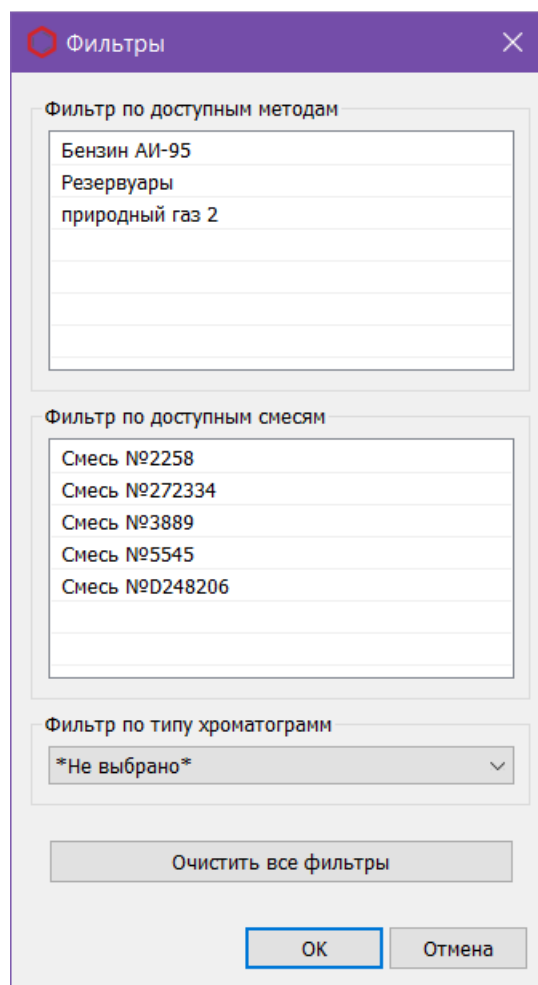 Фильтры
Фильтр по доступным методам
Бензин АИ-95
Резервуары
природный газ 2
Фильтр по доступным смесям
Смесь №2258
Смесь №272334
Смесь №3889
Смесь №5545
Смесь №D248206
Фильтр по типу хроматограмм
*Не выбрано*
Очистить все фильтры
ОК Отмена